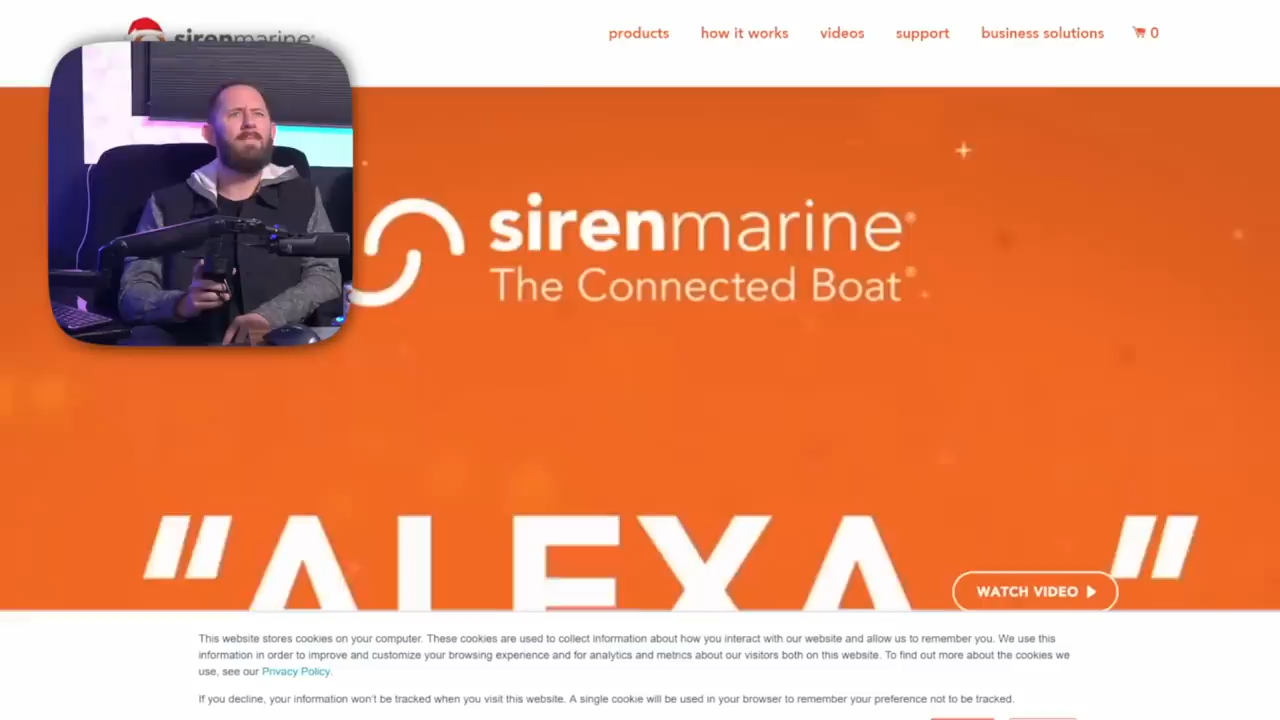 sirenmarine
products how it works videos support business solutions 0
sirenmarine
The Connected Boat
"ALEXA "
WATCH VIDEO
This website stores cookies on your computer. These cookies are used to collect information about how you interact with our website and allow us to remember you. We use this
information in order to improve and customize your browsing experience and for analytics and metrics about our visitors both on this website. To find out more about the cookies we
use, see our Privacy Policy.
If you decline, your information won't be tracked when you visit this website. A single cookie will be used in your browser to remember your preference not to be tracked.